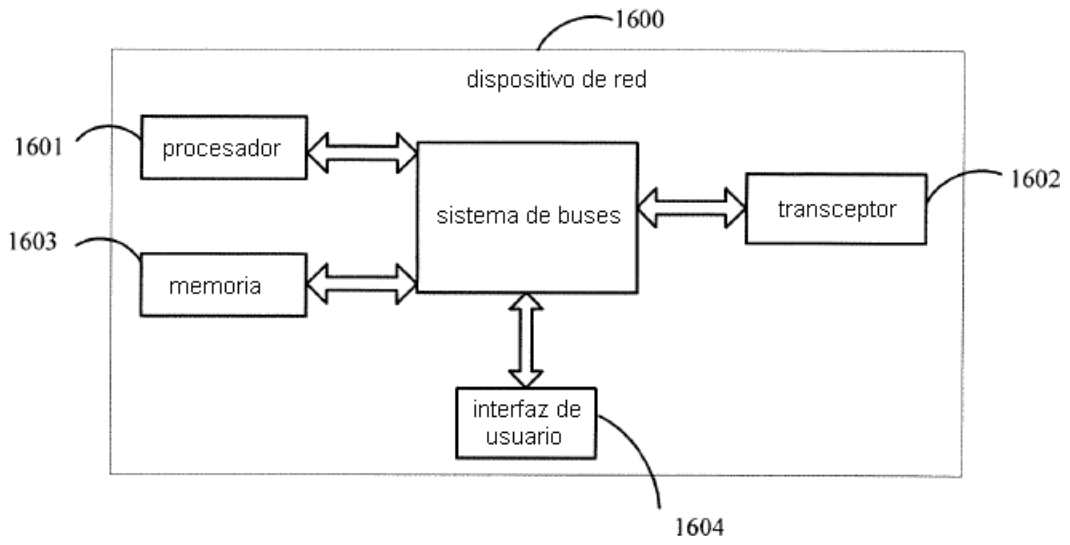 1600
dispositivo de red
1601
procesador
sistema de buses
1602
transceptor
1603
memoria
interfaz de
usuario
1604